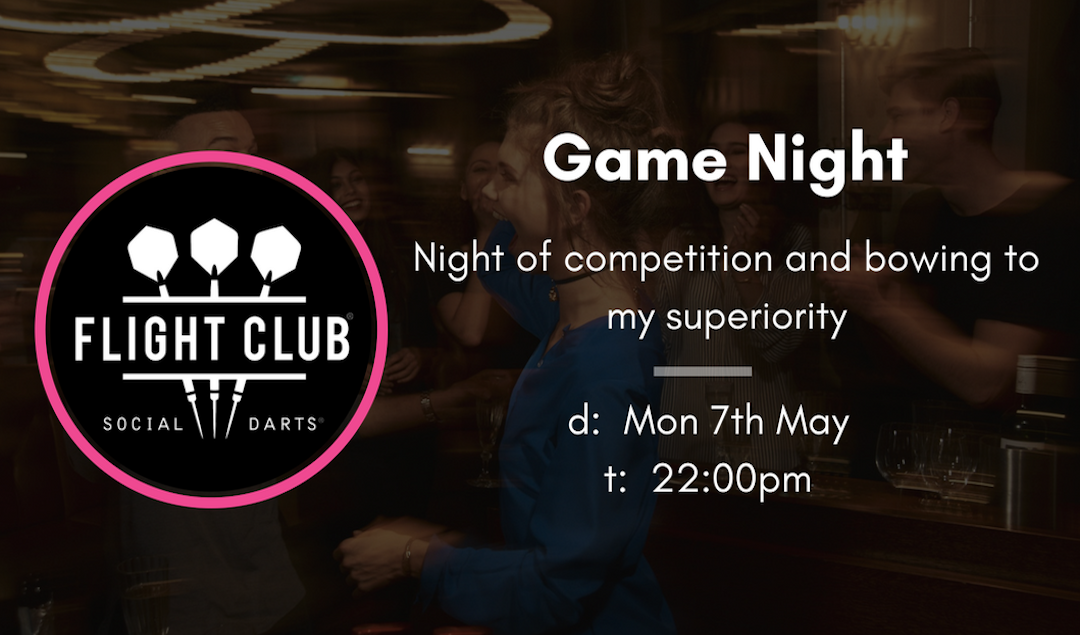 FLIGHT CLUB®
SOCIAL DARTS®
Game Night
Night of competition and bowing to
my superiority
d: Mon 7th May
t: 22:00pm